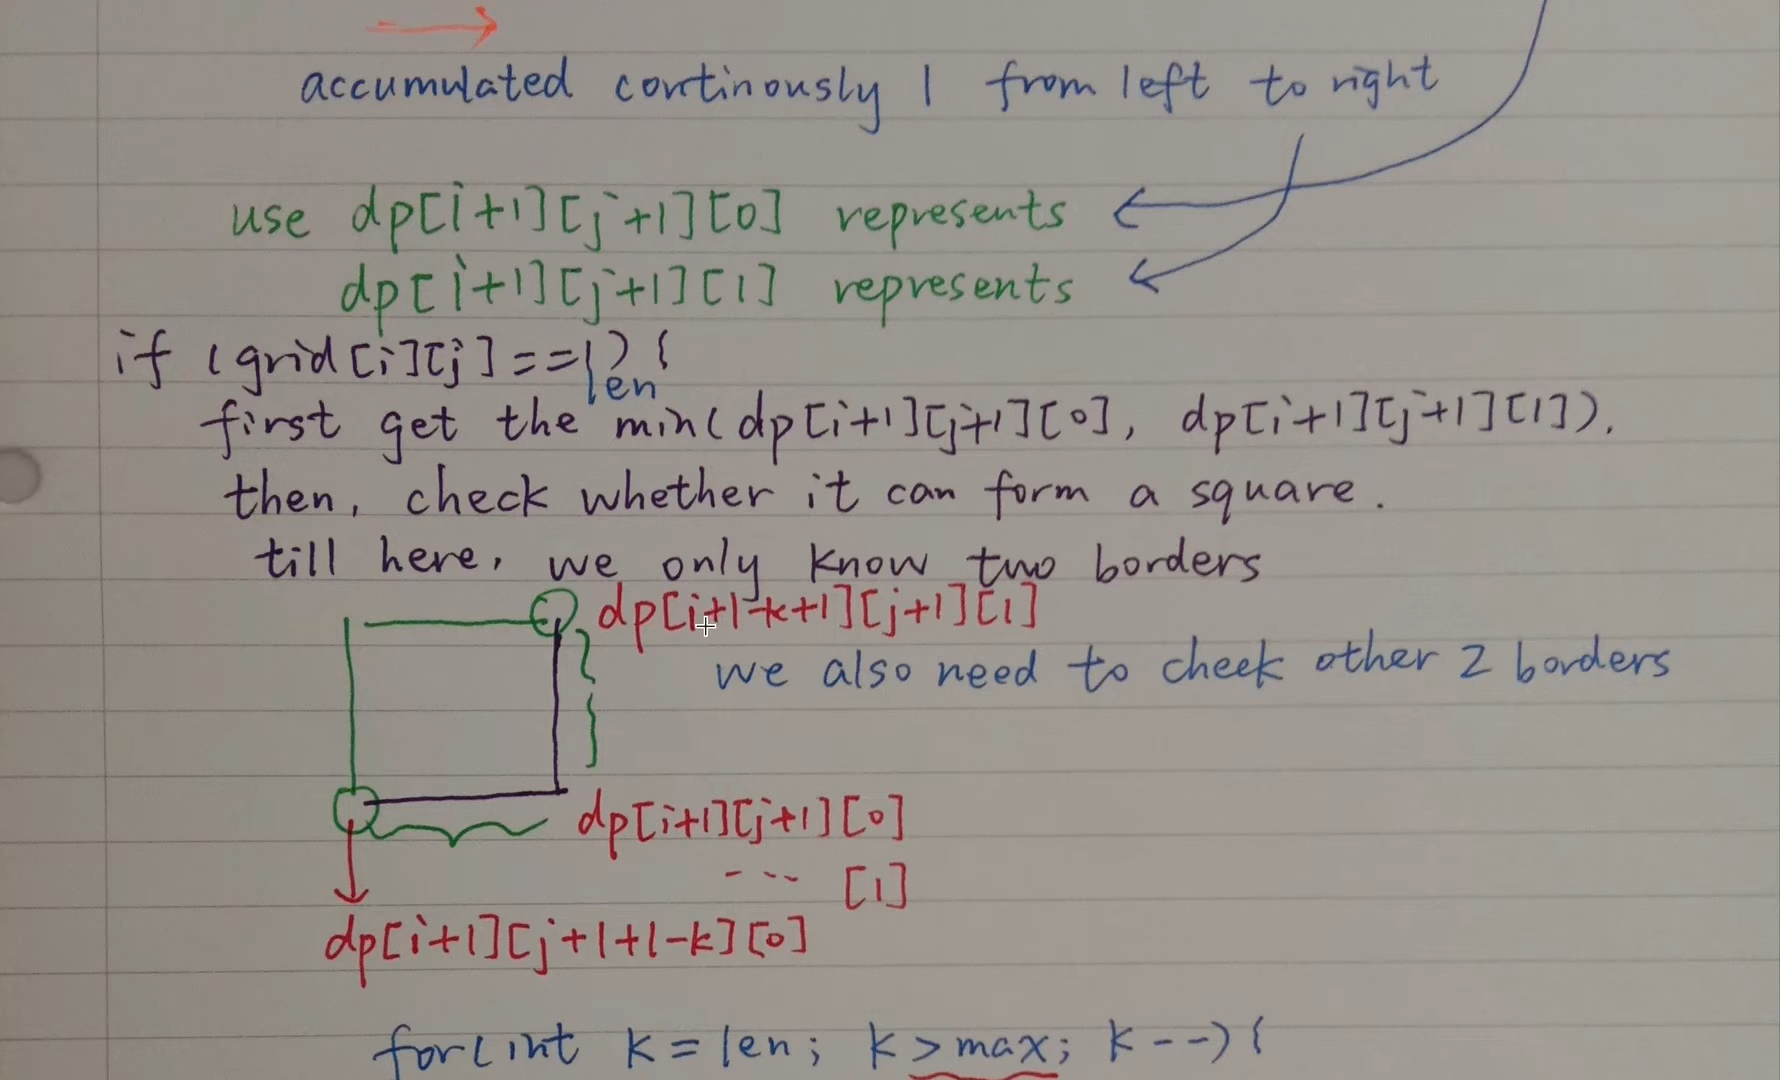 accumulated continously 1 from left to right
use dp[i+1][j+1][0] represents
dp[i+1][j+1][1] represents
if (grid[i][j]==1) {
len
first get the min(dp[i+1][j+1][0], dp[i+1][j+1][1]).
then, check whether it can form a square.
till here, we only know two borders
dp[i+1-k+1][j+1][1]
we also need to check other 2 borders
dp[i+1][j+1][0]
--- [1]
dp[i+1][j+1+1-k][0]
for(int k=len; k>max; k--){